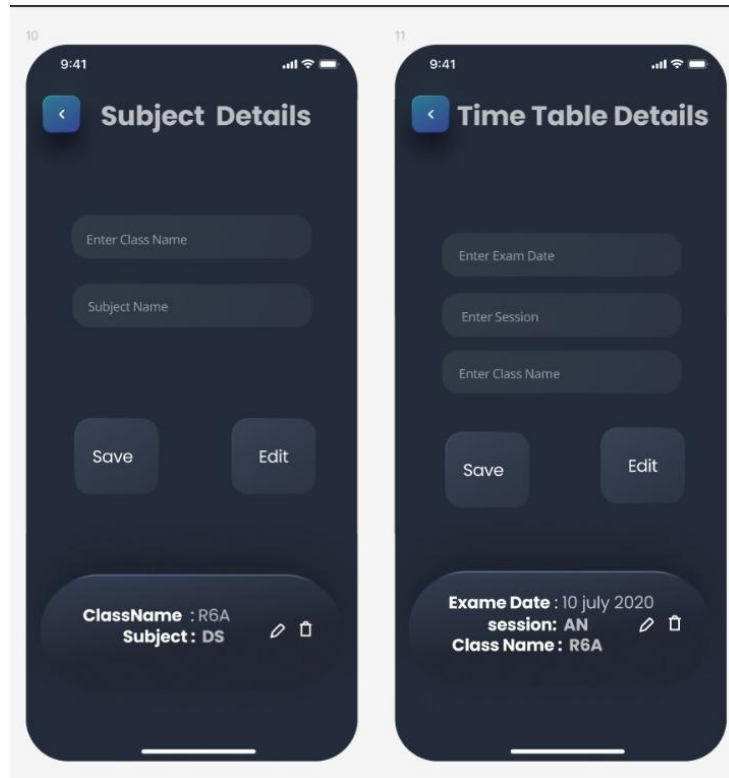 10
9:41
Subject Details
Enter Class Name
Subject Name
Save Edit
ClassName : R6A
Subject : DS
11
9:41
Time Table Details
Enter Exam Date
Enter Session
Enter Class Name
Save Edit
Exame Date : 10 july 2020
session: AN
Class Name : R6A